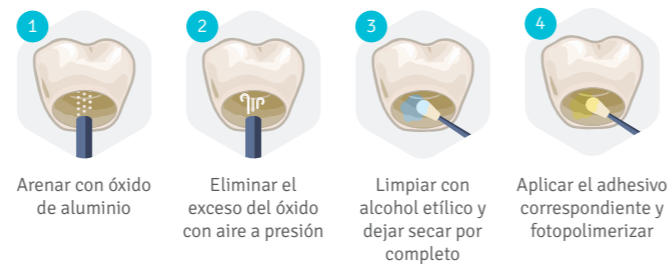 1
Arenar con óxido
de aluminio
2
Eliminar el
exceso del óxido
con aire a presión
3
Limpiar con
alcohol etílico y
dejar secar por
completo
4
Aplicar el adhesivo
correspondiente y
fotopolimerizar